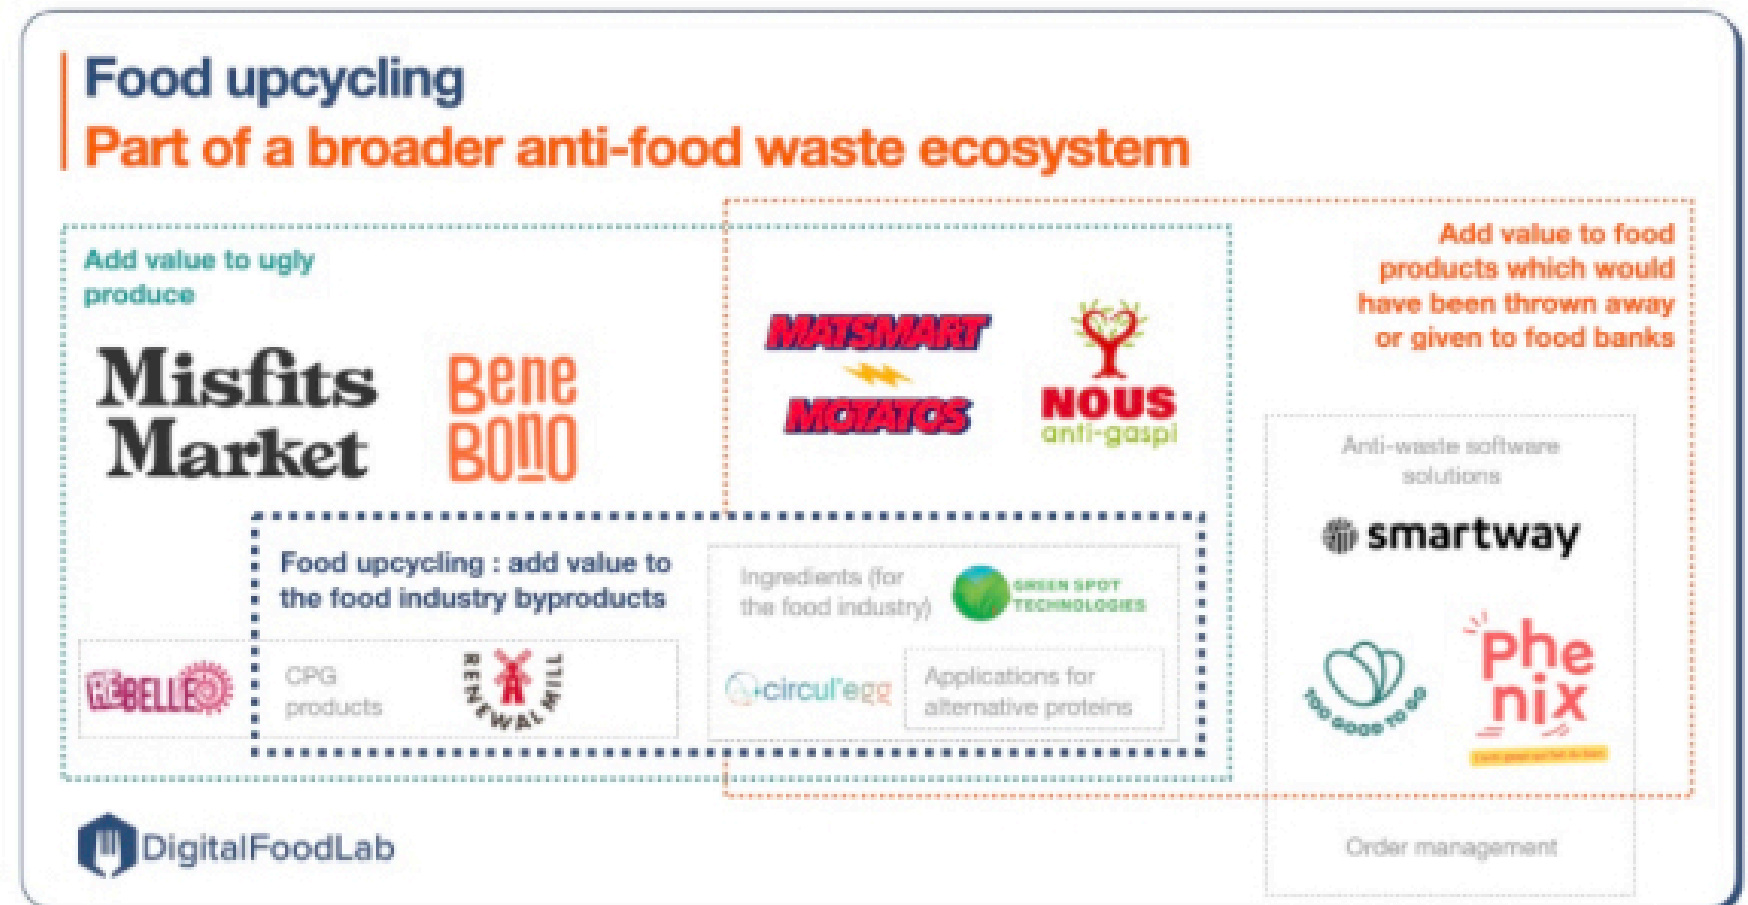 Food upcycling
Part of a broader anti-food waste ecosystem
Add value to ugly
produce
Misfits
Market
Bene
Bono
MATSMART
MOTATOS
NOUS
anti-gaspi
Add value to food
products which would
have been thrown away
or given to food banks
Anti-waste software
solutions
smartway
TOO GOOD TO GO
Phe
nix
Order management
Food upcycling : add value to
the food industry byproducts
REBELLE
CPG
products
RENEWAL MILL
Ingredients (for
the food industry)
GREEN SPOT
TECHNOLOGIES
circul'egg
Applications for
alternative proteins
DigitalFoodLab